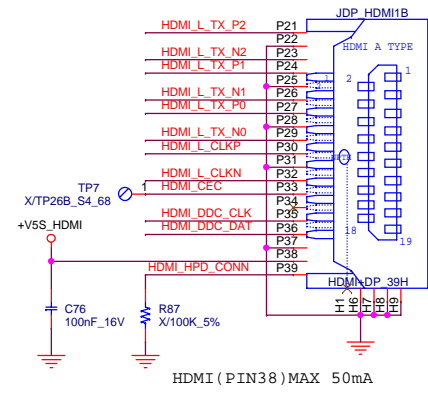 JDP_HDMI1B
HDMI_L_TX_P2 P21
P22
HDMI A TYPE
HDMI_L_TX_N2 P23
HDMI_L_TX_P1 P24
P25
1 2 1
HDMI_L_TX_N1 P26
HDMI_L_TX_P0 P27
P28
HDMI_L_TX_N0 P29
HDMI_L_CLKP P30
P31
HDMI_L_CLKN P32
TP7 1 HDMI_CEC P33
X/TP26B_S4_68
P34
HDMI_DDC_CLK P35
HDMI_DDC_DAT P36
18 19
+V5S_HDMI
P37
P38
HDMI_HPD_CONN P39
HDMI+DP_39H
H1 H6 H7 H8 H9
C76
100nF_16V
R87
X/100K_5%
HDMI(PIN38)MAX 50mA